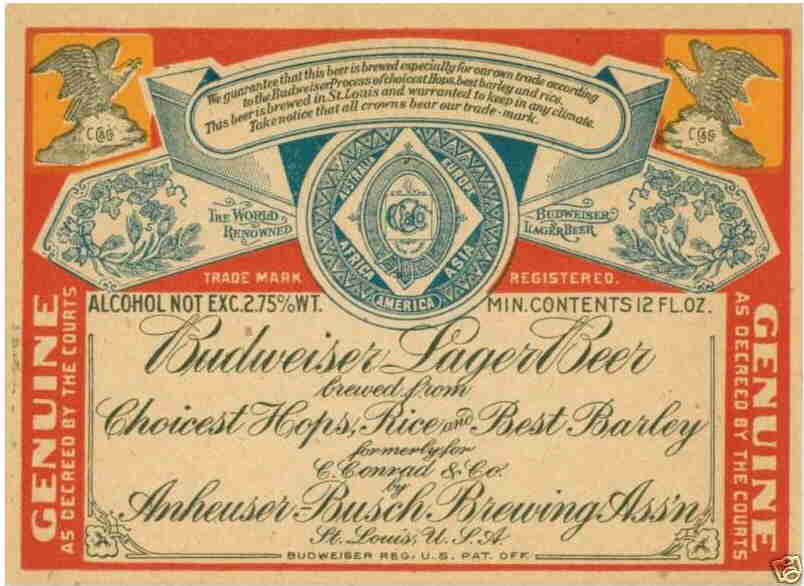 We guarantee that this beer is brewed especially for our own trade according
to the Budweiser Process of choicest Hops, best barley and rice.
This beer is brewed in St. Louis and warranted to keep in any climate.
Take notice that all crowns bear our trade-mark.
C&Co
C&Co
AUSTRALIA
EUROPE
AFRICA
ASIA
AMERICA
C&Co
THE WORLD
RENOWNED
BUDWEISER
LAGER BEER
TRADE MARK
REGISTERED.
ALCOHOL NOT EXC. 2.75% WT.
MIN. CONTENTS 12 FL. OZ.
GENUINE
AS DECREED BY THE COURTS
Budweiser Lager Beer
brewed from
Choicest Hops, Rice AND Best Barley
formerly for
C. Conrad & Co.
by
Anheuser-Busch Brewing Ass'n
St. Louis, U.S.A.
BUDWEISER REG. U.S. PAT. OFF.
GENUINE
AS DECREED BY THE COURTS